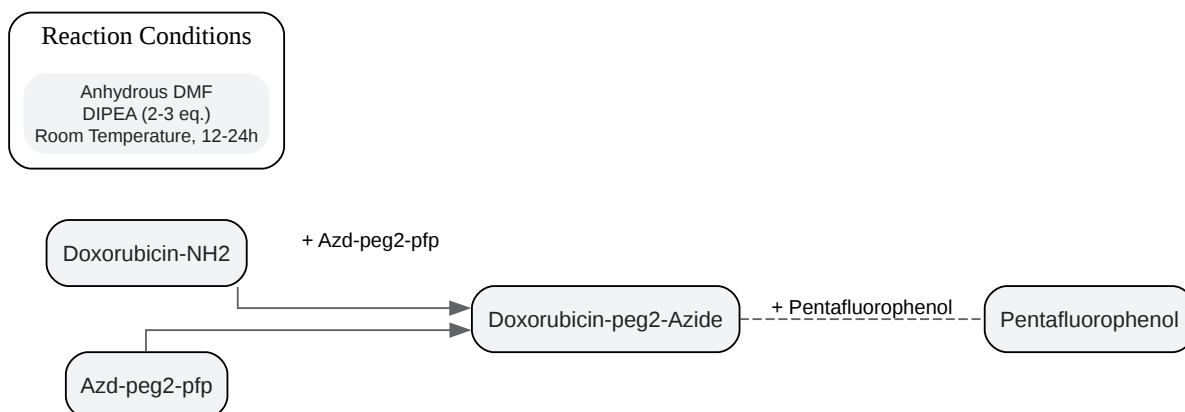 Reaction Conditions
Anhydrous DMF
DIPEA (2-3 eq.)
Room Temperature, 12-24h
Doxorubicin-NH2
+ Azd-peg2-pfp
Doxorubicin-peg2-Azide
+ Pentafluorophenol
Pentafluorophenol
Azd-peg2-pfp